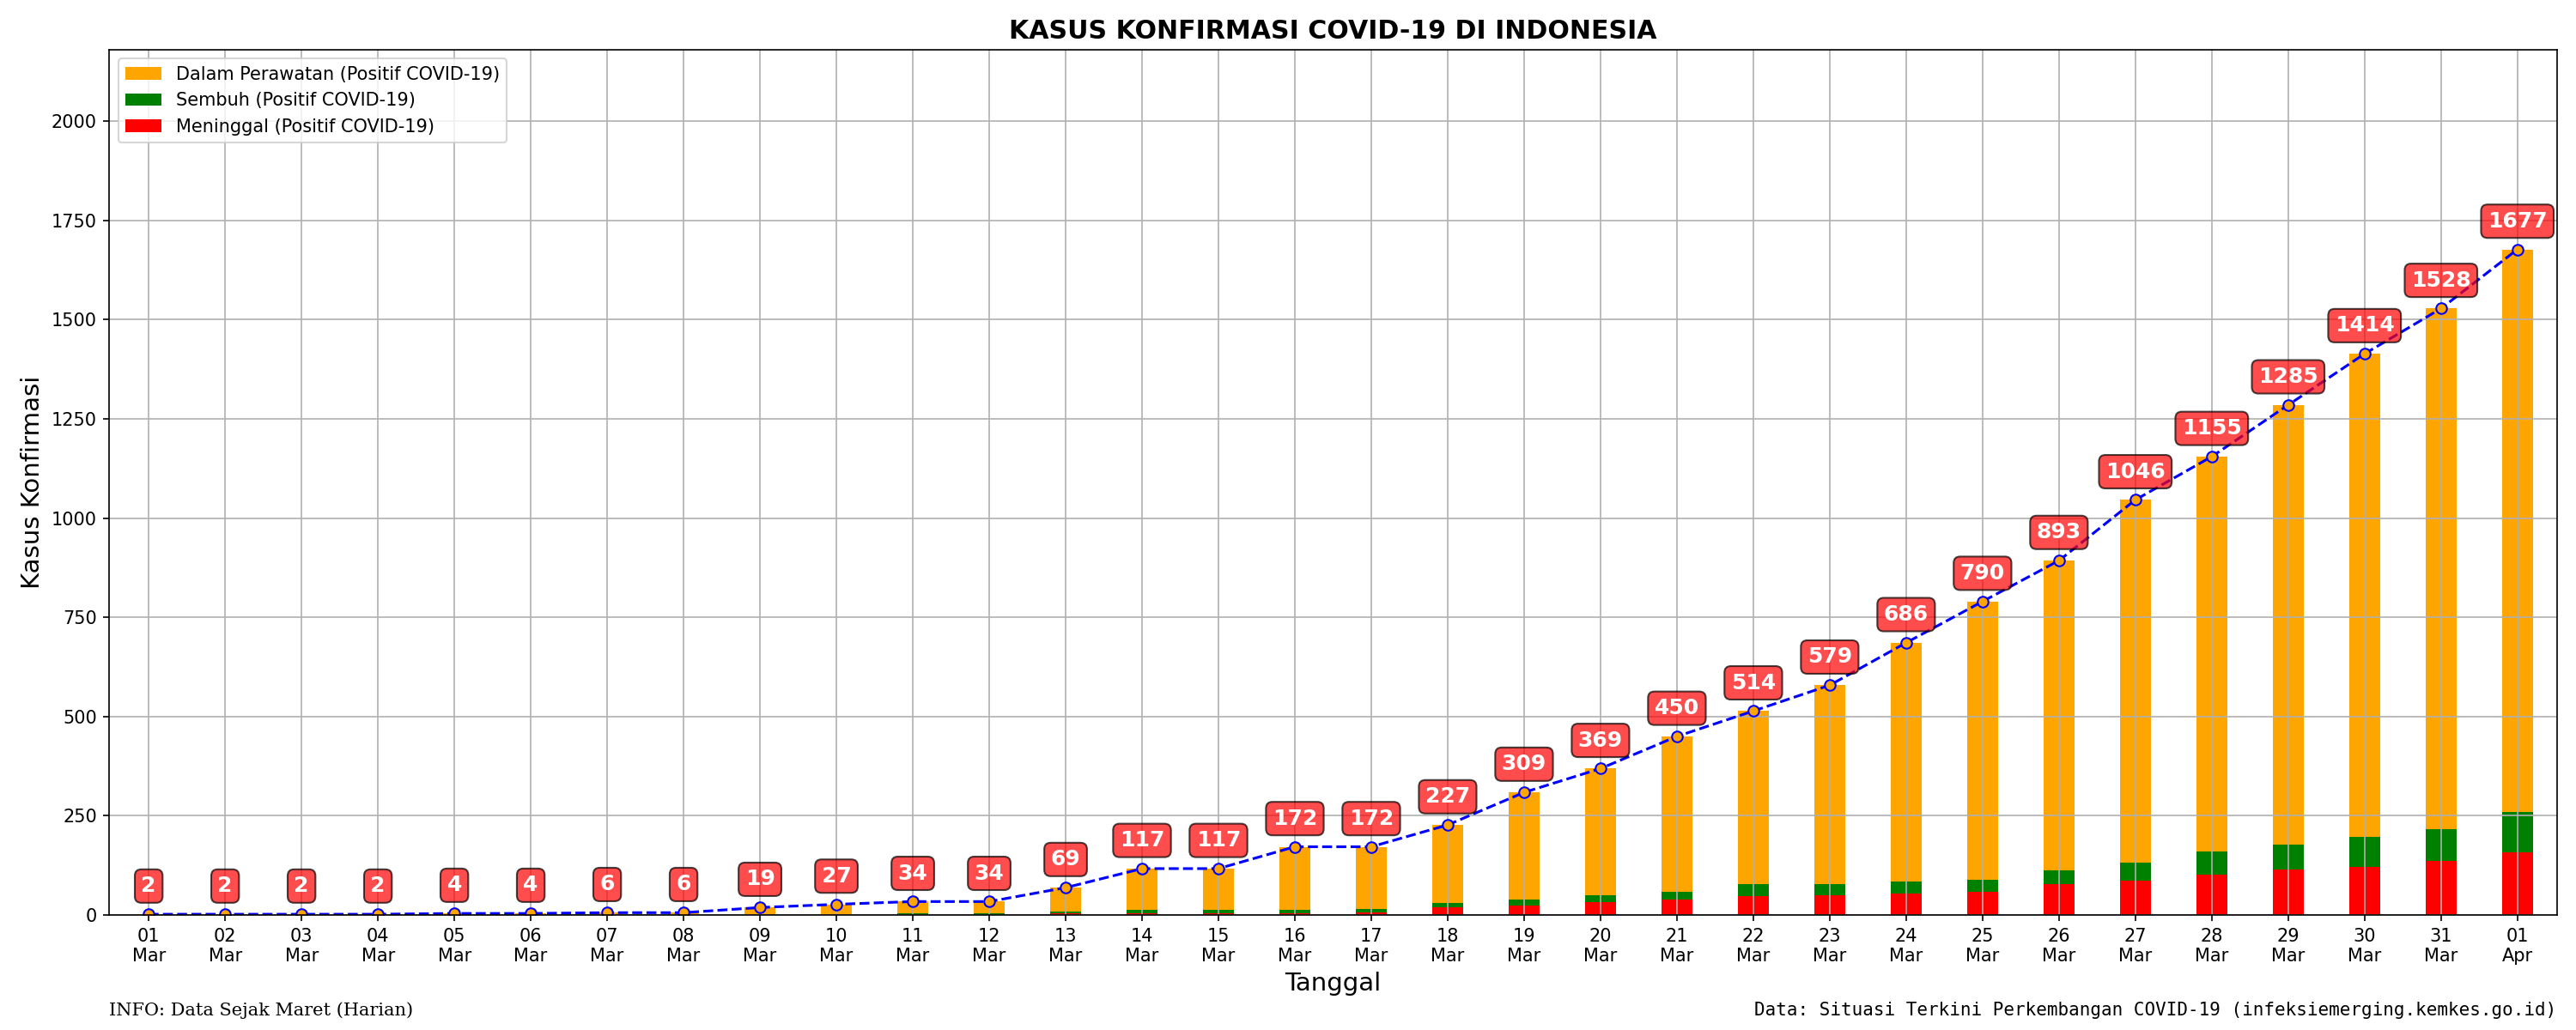 KASUS KONFIRMASI COVID-19 DI INDONESIA
Dalam Perawatan (Positif COVID-19)
Sembuh (Positif COVID-19)
Meninggal (Positif COVID-19)
Kasus Konfirmasi
2000
1750
1500
1250
1000
750
500
250
0
2 2 2 2 4 4 6 6 19 27 34 34 69 117 117 172 172 227 309 369 450 514 579 686 790 893 1046 1155 1285 1414 1528 1677
01 02 03 04 05 06 07 08 09 10 11 12 13 14 15 16 17 18 19 20 21 22 23 24 25 26 27 28 29 30 31 01
Mar Mar Mar Mar Mar Mar Mar Mar Mar Mar Mar Mar Mar Mar Mar Mar Mar Mar Mar Mar Mar Mar Mar Mar Mar Mar Mar Mar Mar Mar Mar Apr
Tanggal
INFO: Data Sejak Maret (Harian)
Data: Situasi Terkini Perkembangan COVID-19 (infeksiemerging.kemkes.go.id)